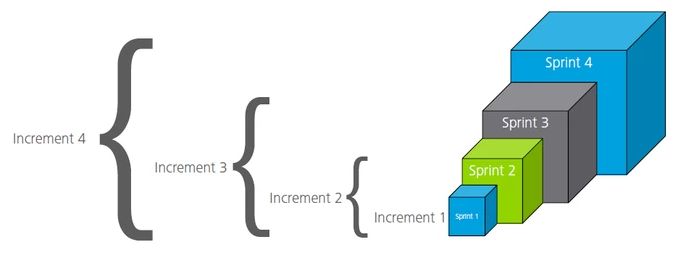 Sprint 4
Sprint 3
Increment 4
Increment 3
Sprint 2
Increment 2
Increment 1
Sprint 1